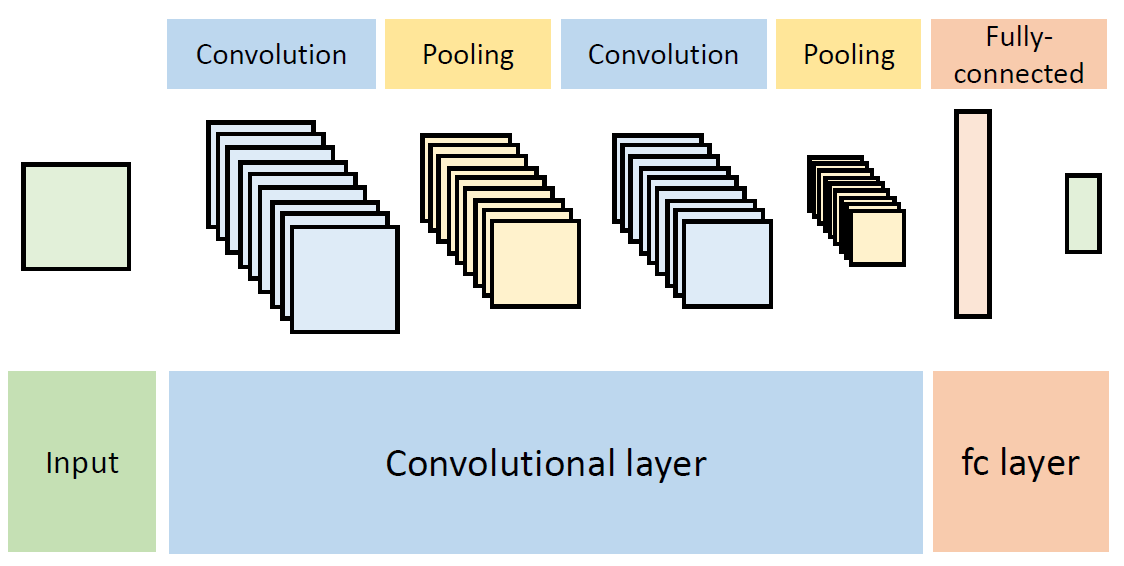 Convolution
Pooling
Convolution
Pooling
Fully-
connected
Input
Convolutional layer
fc layer